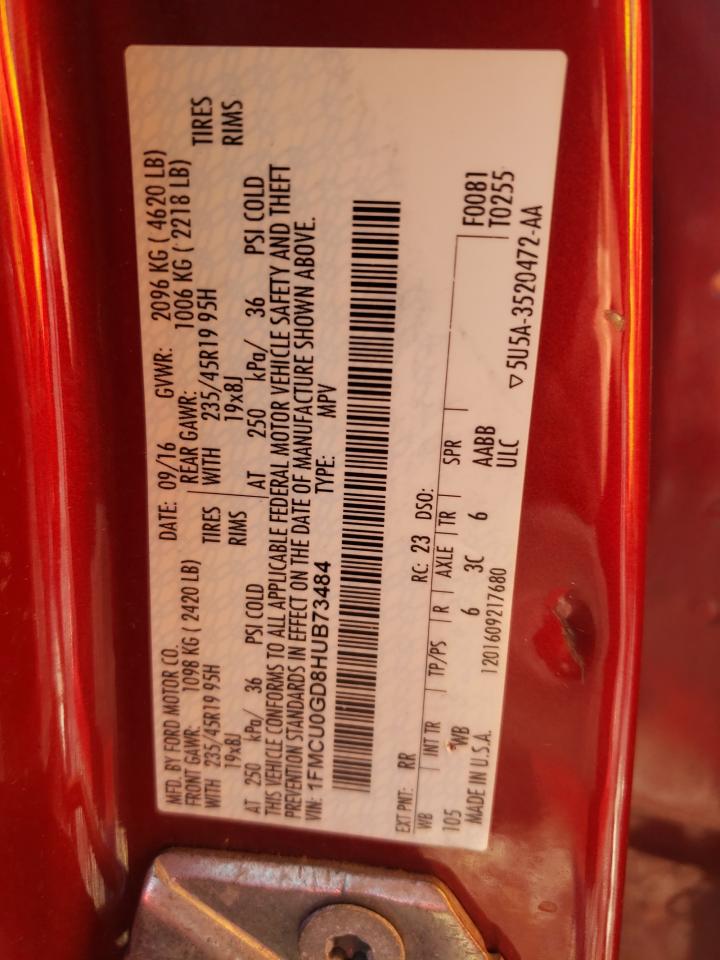 MFD. BY FORD MOTOR CO. DATE: 09/16 GVWR: 2096 KG ( 4620 LB)
FRONT GAWR: 1098 KG ( 2420 LB) REAR GAWR: 1006 KG ( 2218 LB)
WITH 235/45R19 95H TIRES WITH 235/45R19 95H TIRES
19x8J RIMS 19x8J RIMS
AT 250 kPa/ 36 PSI COLD AT 250 kPa/ 36 PSI COLD
THIS VEHICLE CONFORMS TO ALL APPLICABLE FEDERAL MOTOR VEHICLE SAFETY AND THEFT
PREVENTION STANDARDS IN EFFECT ON THE DATE OF MANUFACTURE SHOWN ABOVE.
VIN: 1FMCU0GD8HUB73484 TYPE: MPV
EXT PNT: RR RC: 23 DSO: F0081
WB INT TR TP/PS R AXLE TR SPR T0255
105 WB 6 3C 6 AABB
MADE IN U.S.A. 1201609217680 ULC ▽5U5A-3520472-AA